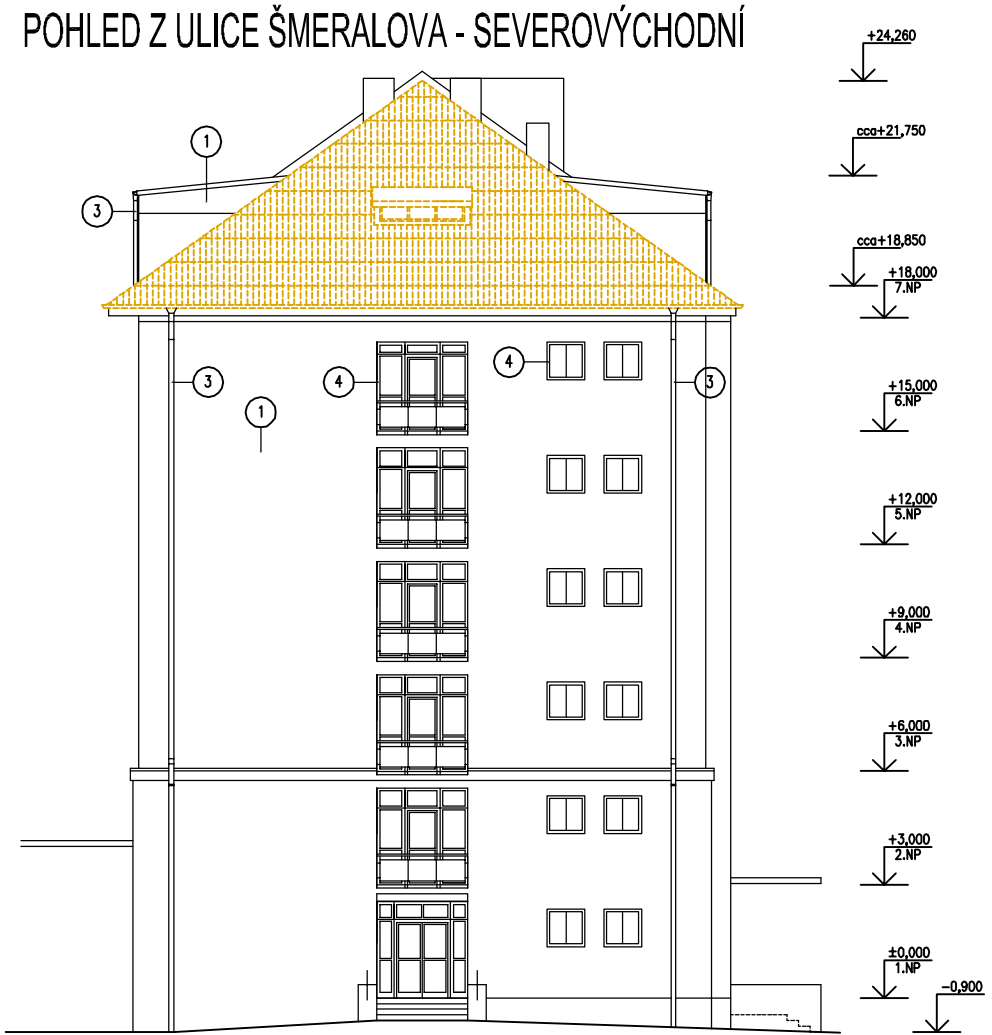 POHLED Z ULICE ŠMERALOVA - SEVEROVÝCHODNÍ
+24,260
1
cca+21,750
3
cca+18,850
+18,000
7.NP
4
4
3
3
1
+15,000
6.NP
+12,000
5.NP
+9,000
4.NP
+6,000
3.NP
+3,000
2.NP
±0,000
1.NP
-0,900